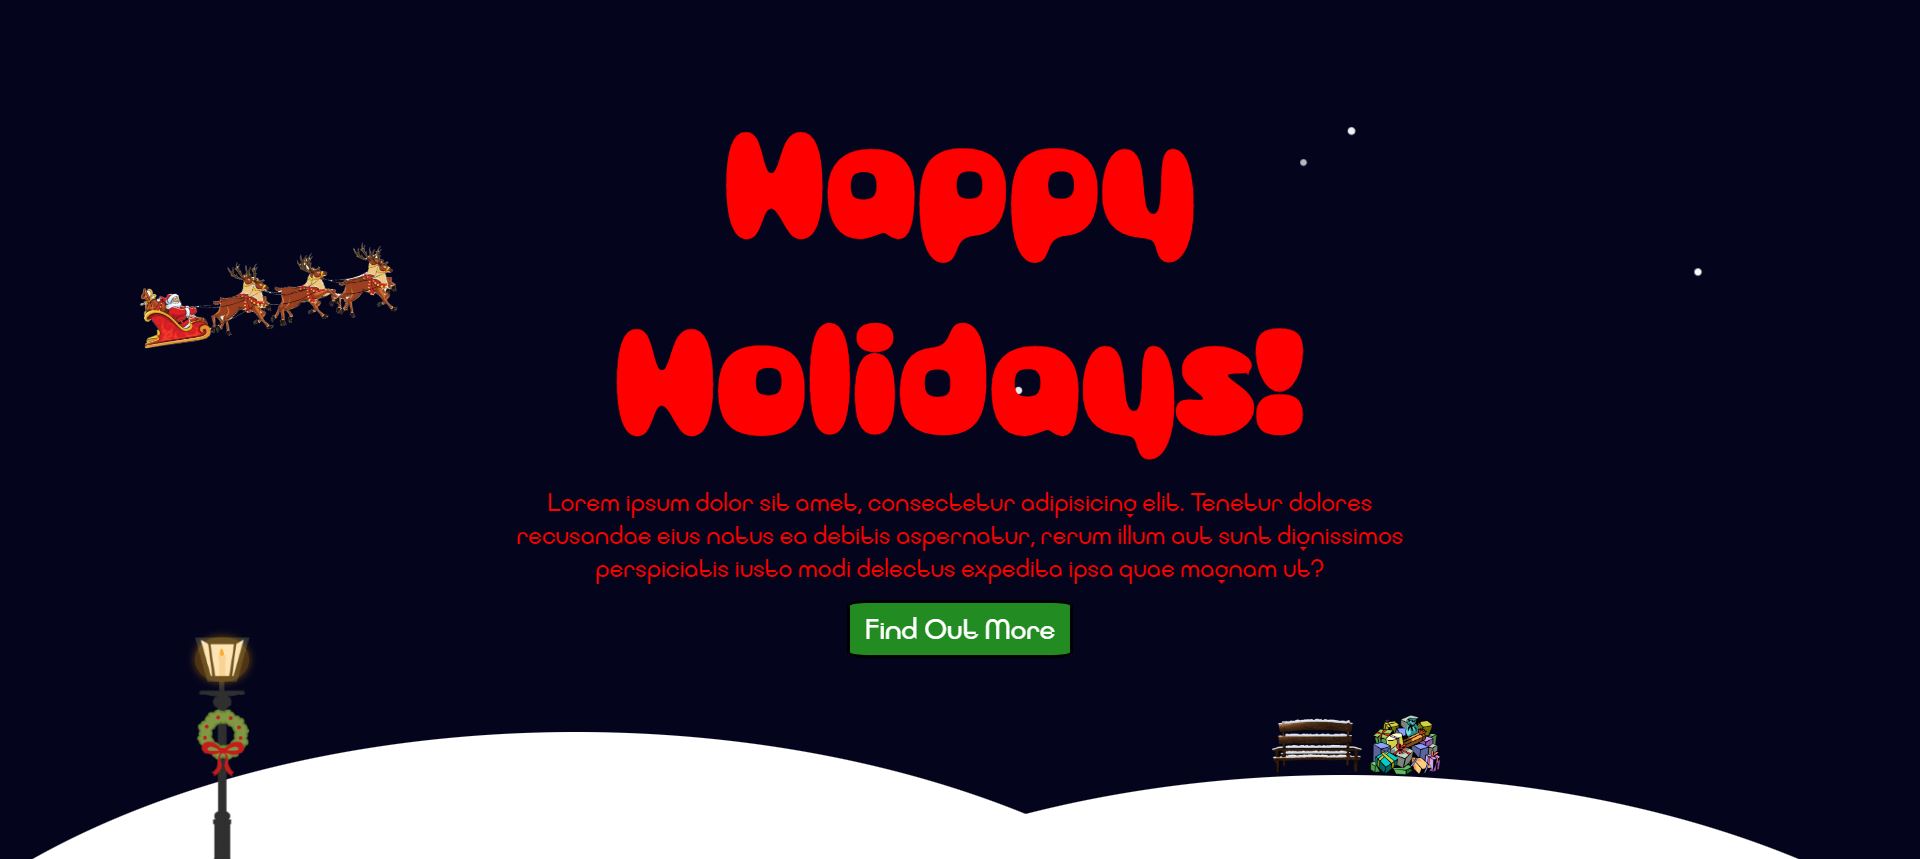 Happy
Holidays!
Lorem ipsum dolor sit amet, consectetur adipisicing elit. Tenetur dolores
recusandae eius natus ea debitis aspernatur, rerum illum aut sunt dignissimos
perspiciatis iusto modi delectus expedita ipsa quae magnam ut?
Find Out More